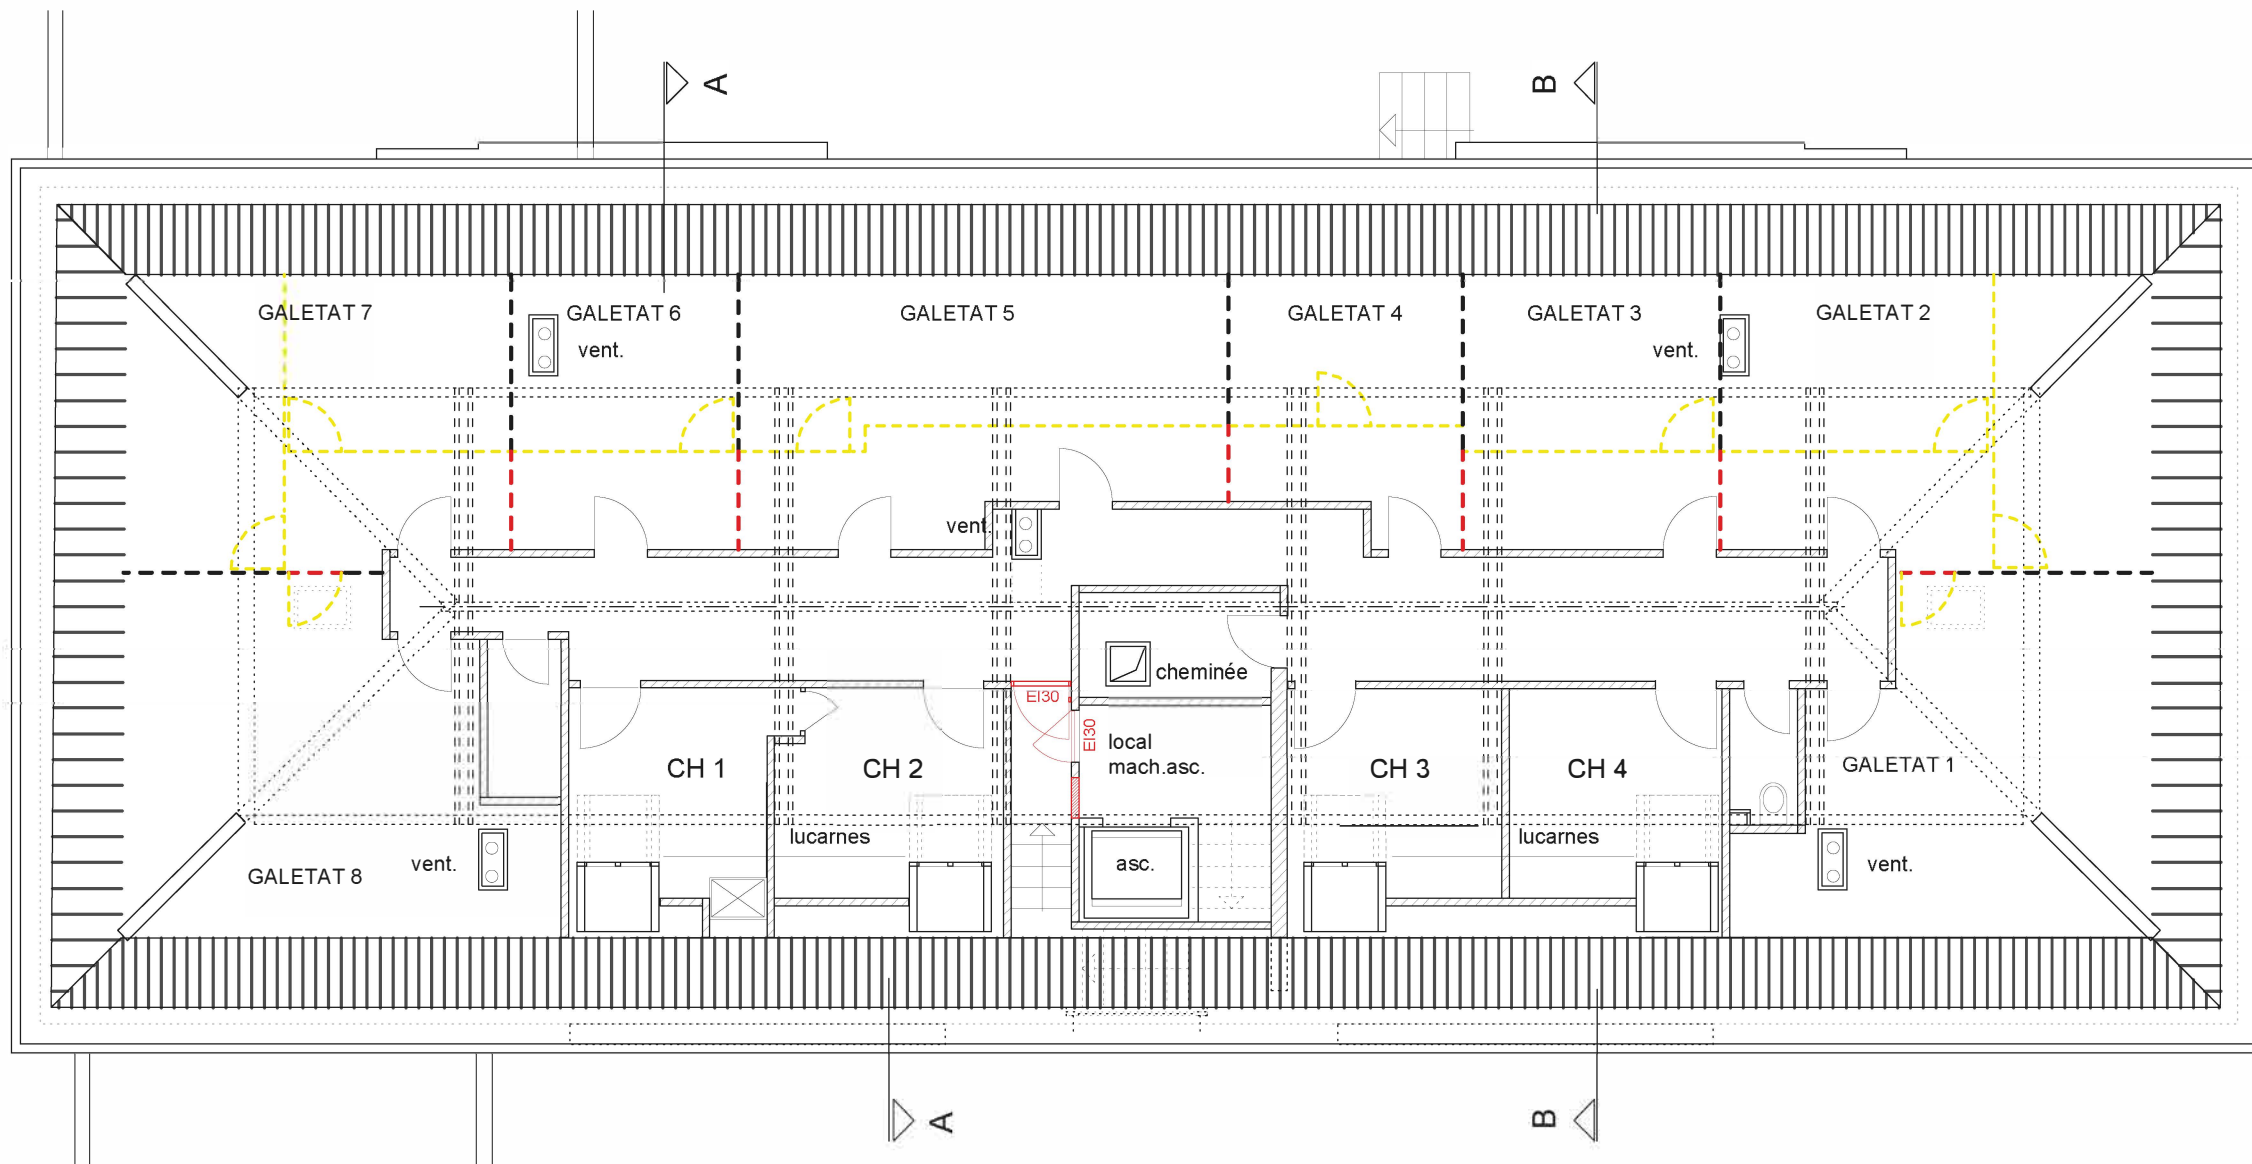 A
B
GALETAT 7
GALETAT 6
GALETAT 5
GALETAT 4
GALETAT 3
GALETAT 2
vent.
vent.
vent.
EI30
cheminée
EI30
local
mach.asc.
CH 1
CH 2
CH 3
CH 4
GALETAT 1
lucarnes
lucarnes
GALETAT 8
vent.
asc.
vent.
A
B